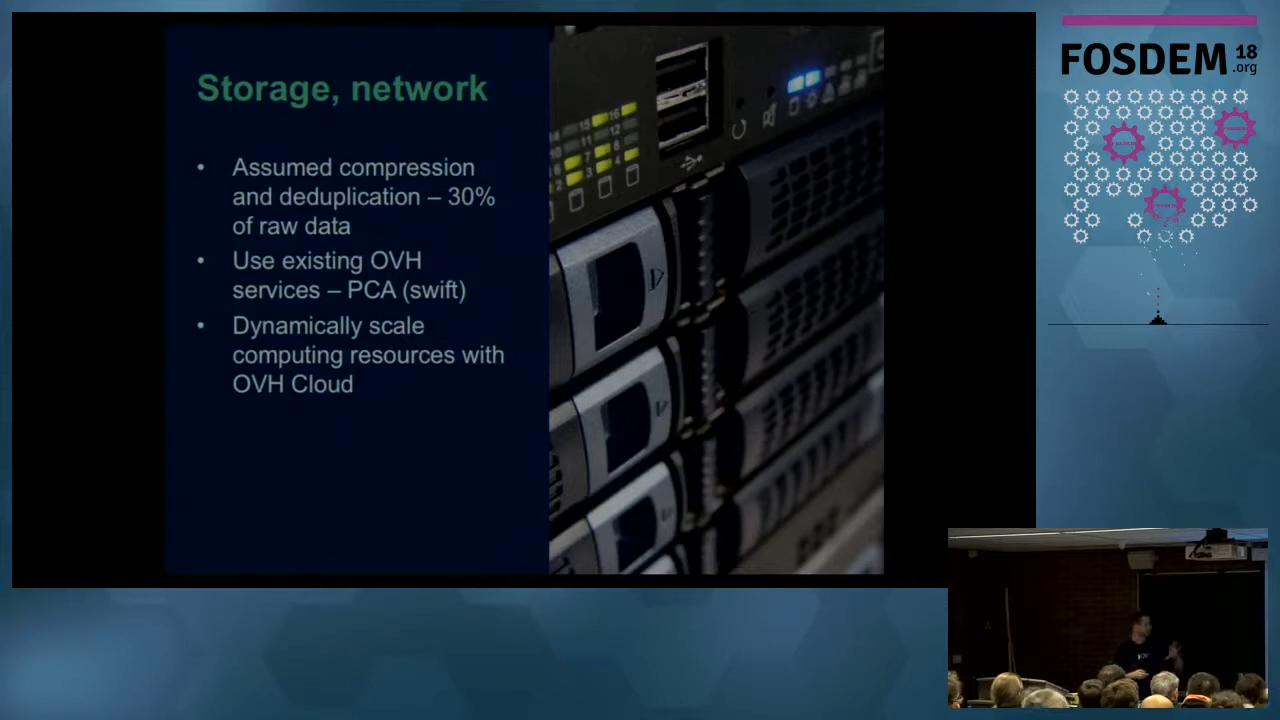 Storage, network
• Assumed compression
and deduplication – 30%
of raw data
• Use existing OVH
services – PCA (swift)
• Dynamically scale
computing resources with
OVH Cloud
FOSDEM 18
.org